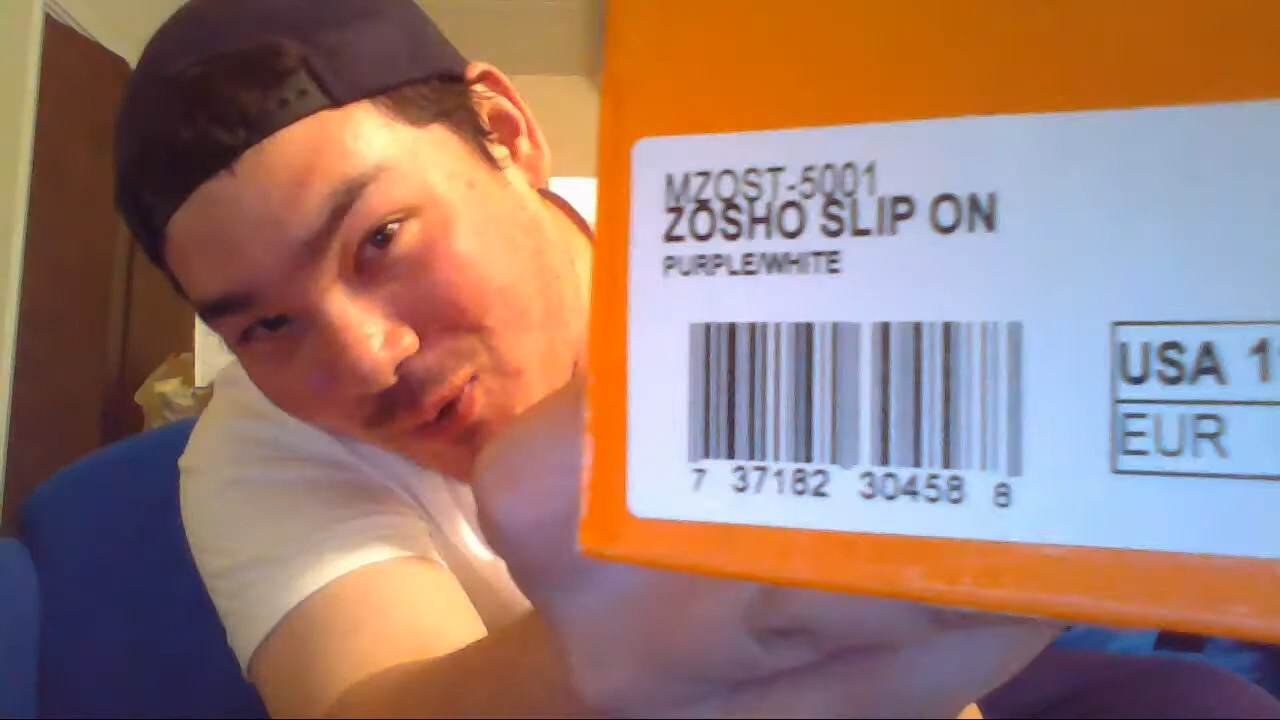 MZOST-5001
ZOSHO SLIP ON
PURPLE/WHITE
7 37182 30458 8
USA
EUR